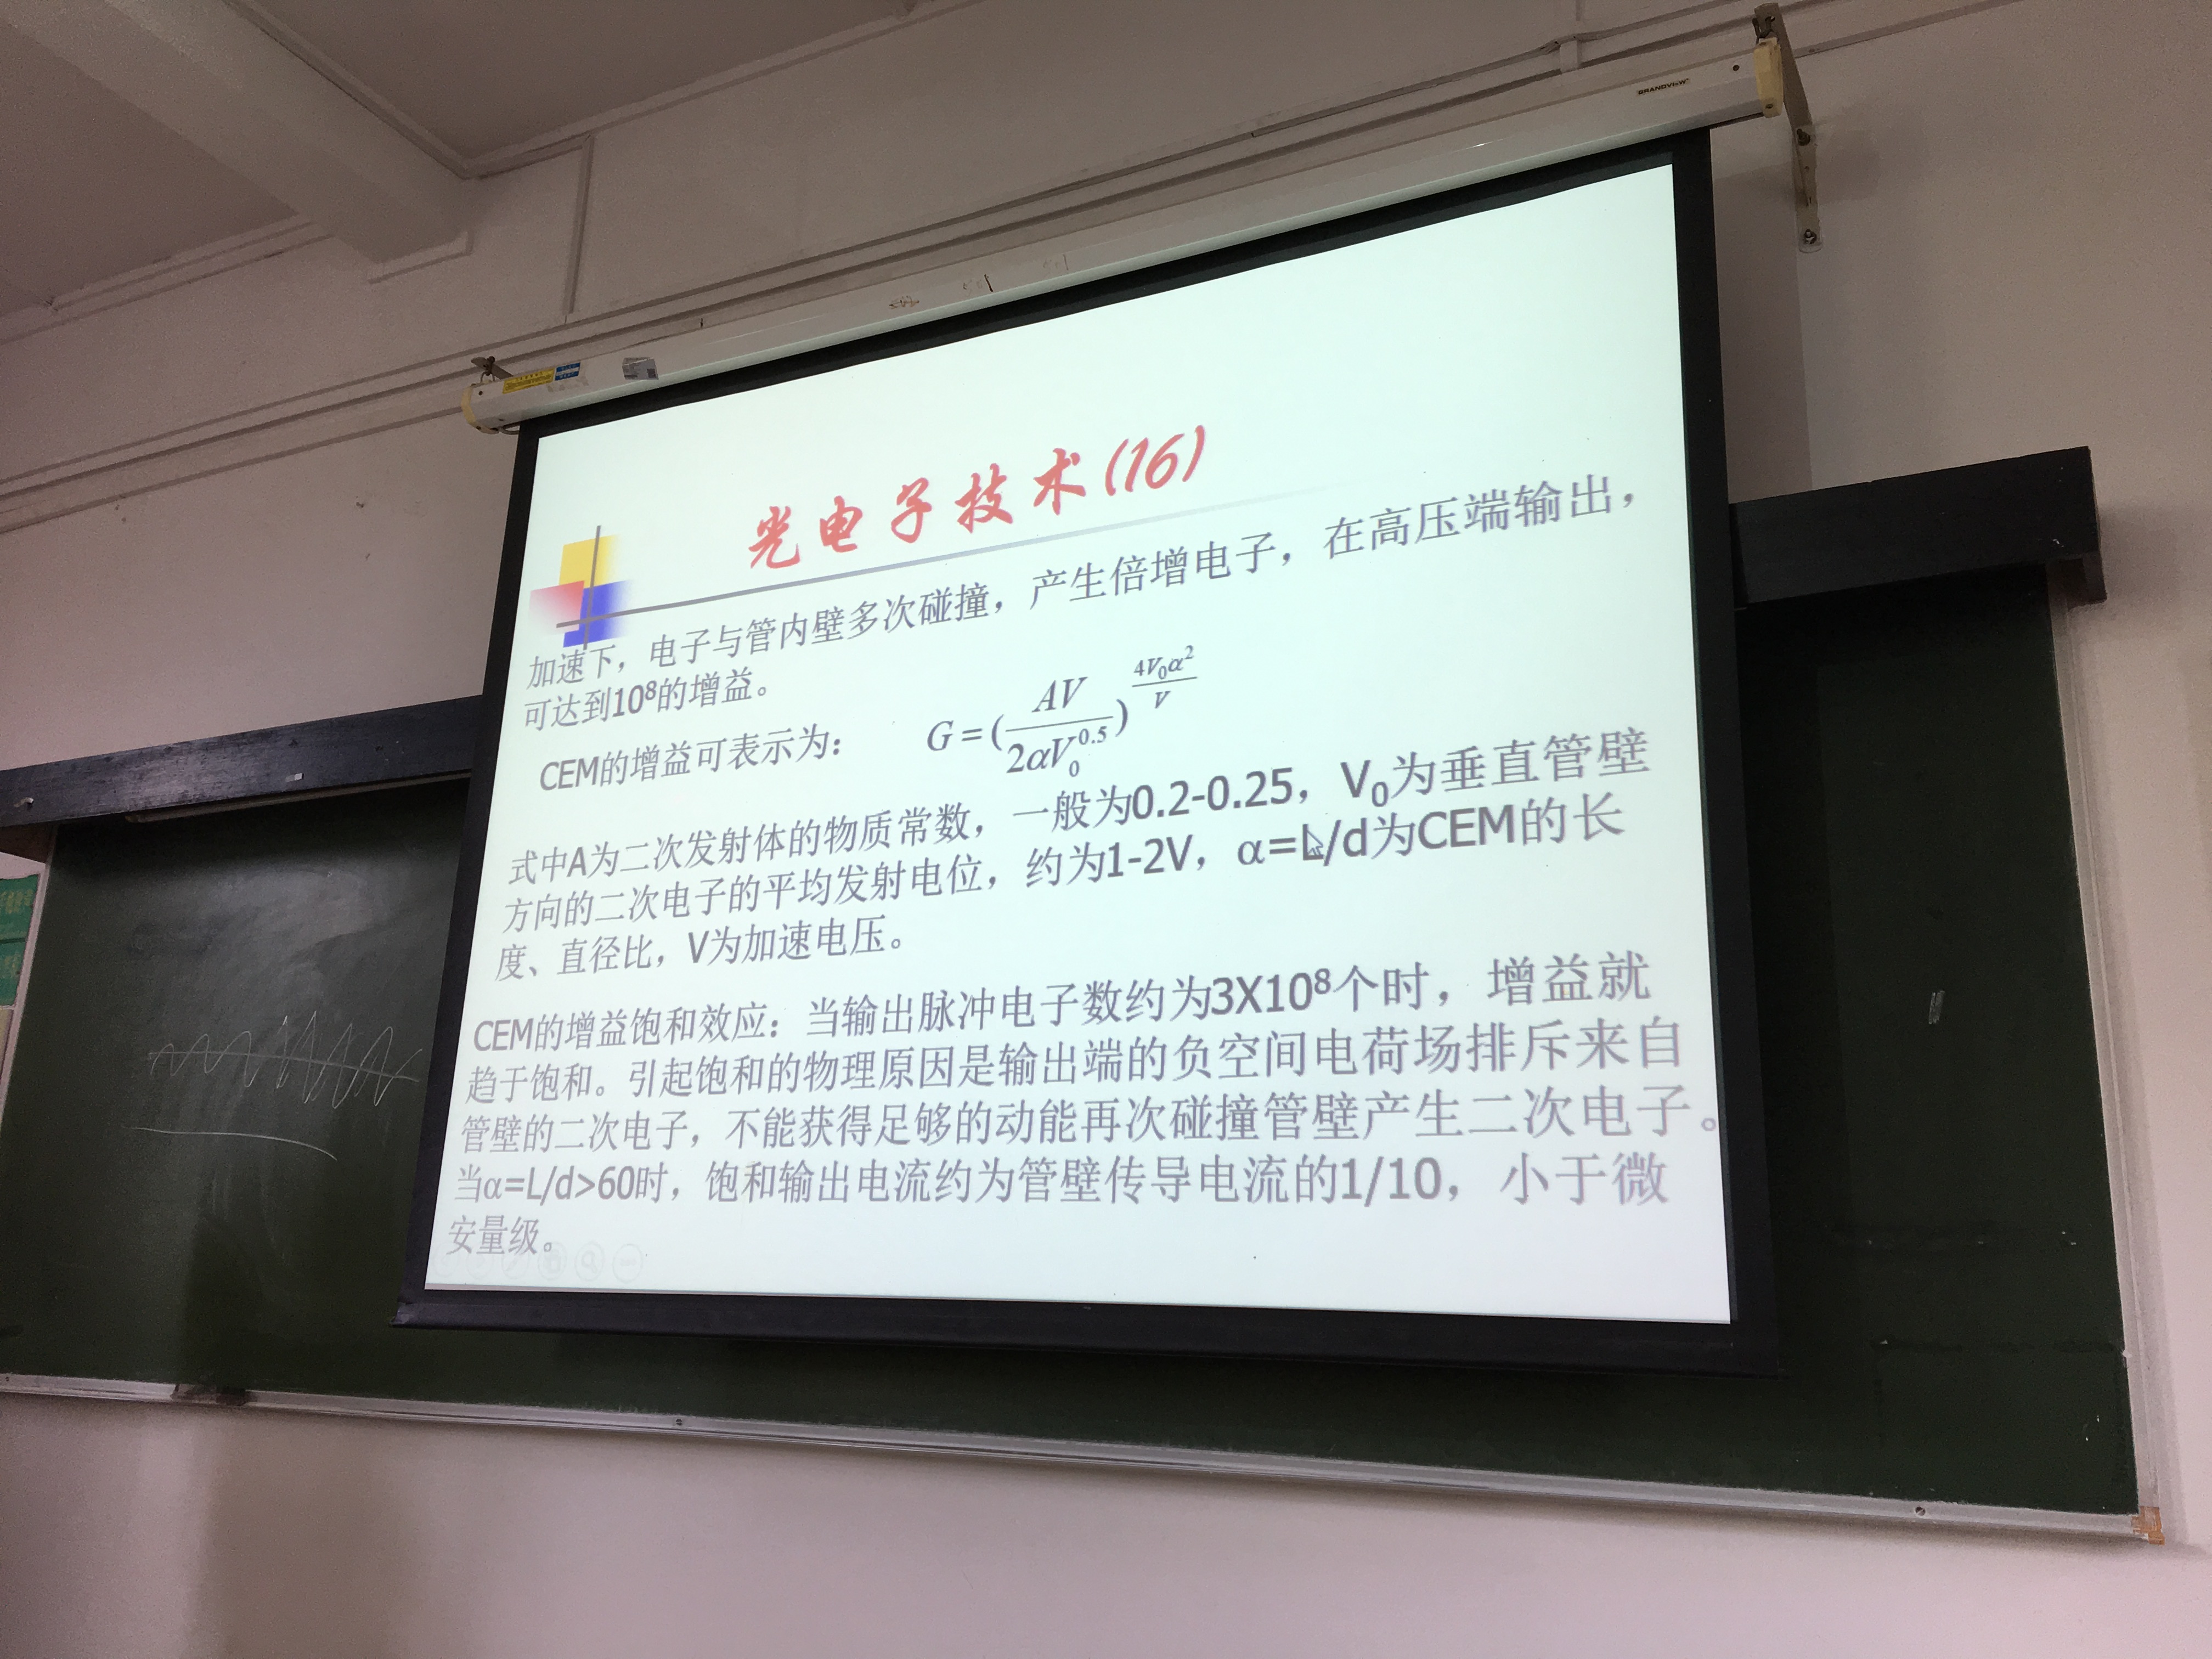 GRANDVIEW
光电子技术(16)
加速下，电子与管内壁多次碰撞，产生倍增电子，在高压端输出，
可达到10⁸的增益。
CEM的增益可表示为： G=(AV/2αV₀^0.5)^(4V₀α²/V)
式中A为二次发射体的物质常数，一般为0.2-0.25，V₀为垂直管壁
方向的二次电子的平均发射电位，约为1-2V，α=L/d为CEM的长
度、直径比，V为加速电压。
CEM的增益饱和效应：当输出脉冲电子数约为3X10⁸个时，增益就
趋于饱和。引起饱和的物理原因是输出端的负空间电荷场排斥来自
管壁的二次电子，不能获得足够的动能再次碰撞管壁产生二次电子。
当α=L/d>60时，饱和输出电流约为管壁传导电流的1/10，小于微
安量级。